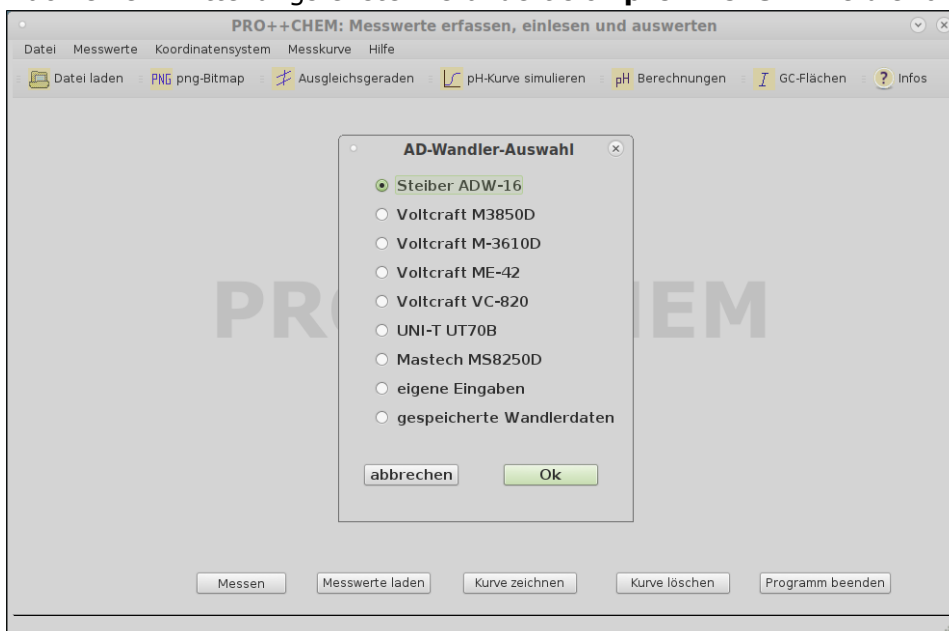 PRO++CHEM: Messwerte erfassen, einlesen und auswerten
Datei Messwerte Koordinatensystem Messkurve Hilfe
Datei laden PNG png-Bitmap Ausgleichsgeraden pH-Kurve simulieren pH Berechnungen GC-Flächen ? Infos
AD-Wandler-Auswahl
Steiber ADW-16
Voltcraft M3850D
Voltcraft M-3610D
Voltcraft ME-42
Voltcraft VC-820
UNI-T UT70B
Mastech MS8250D
eigene Eingaben
gespeicherte Wandlerdaten
abbrechen Ok
PR EM
Messen Messwerte laden Kurve zeichnen Kurve löschen Programm beenden